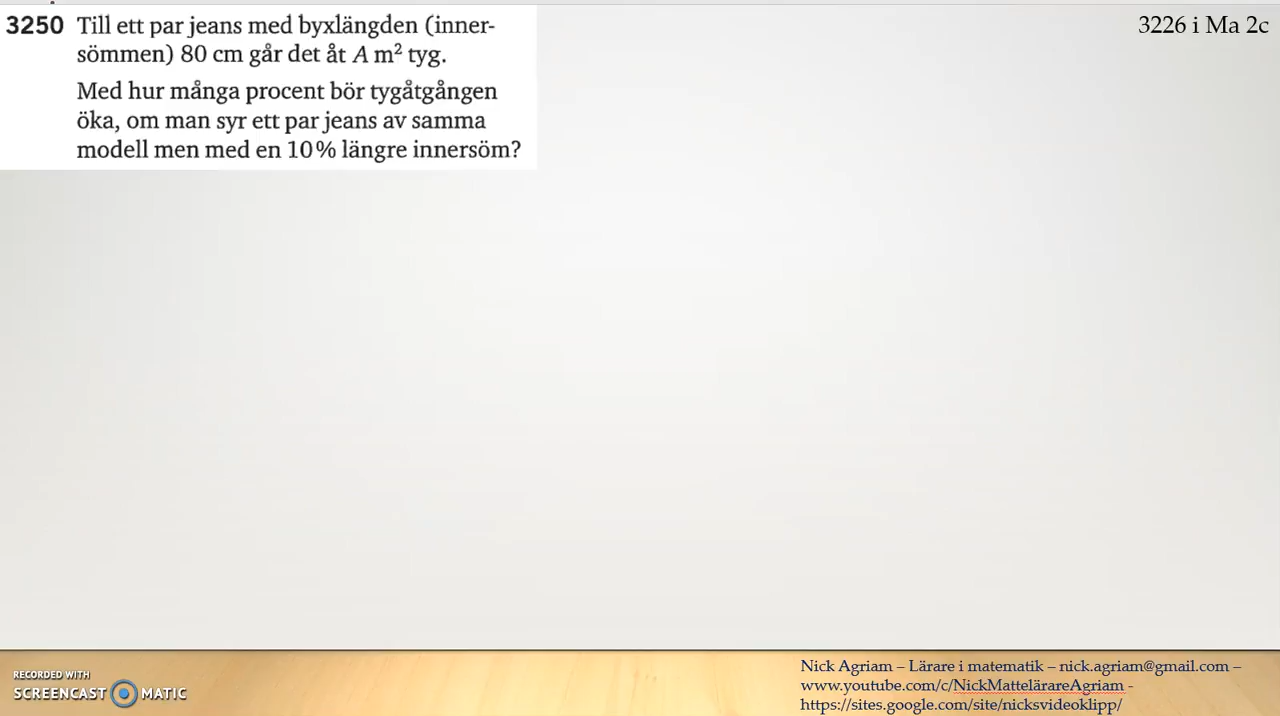 3250 Till ett par jeans med byxlängden (inner-
sömmen) 80 cm går det åt A m² tyg.
Med hur många procent bör tygåtgången
öka, om man syr ett par jeans av samma
modell men med en 10 % längre innersöm?
3226 i Ma 2c
RECORDED WITH
SCREENCAST MATIC
Nick Agriam – Lärare i matematik – nick.agriam@gmail.com –
www.youtube.com/c/NickMattelärareAgriam -
https://sites.google.com/site/nicksvideoklipp/